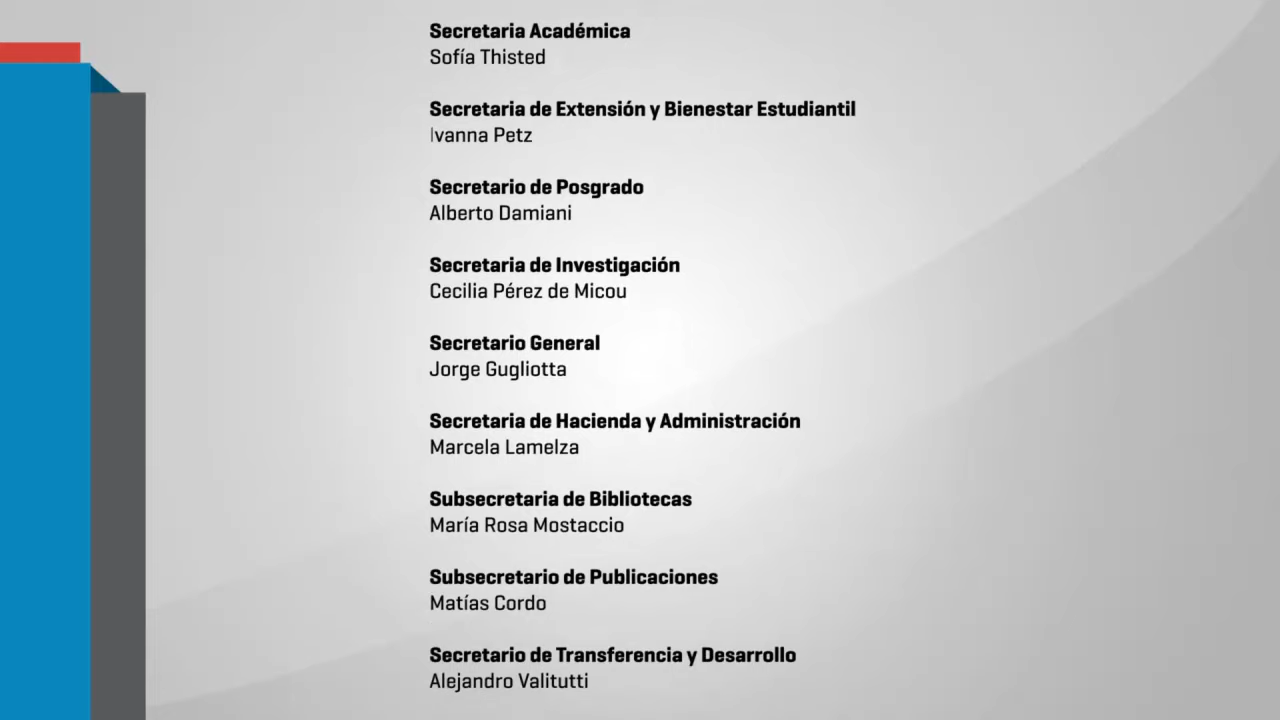 Secretaria Académica
Sofía Thisted
Secretaria de Extensión y Bienestar Estudiantil
Ivanna Petz
Secretario de Posgrado
Alberto Damiani
Secretaria de Investigación
Cecilia Pérez de Micou
Secretario General
Jorge Gugliotta
Secretaria de Hacienda y Administración
Marcela Lamelza
Subsecretaria de Bibliotecas
María Rosa Mostaccio
Subsecretario de Publicaciones
Matías Cordo
Secretario de Transferencia y Desarrollo
Alejandro Valitutti